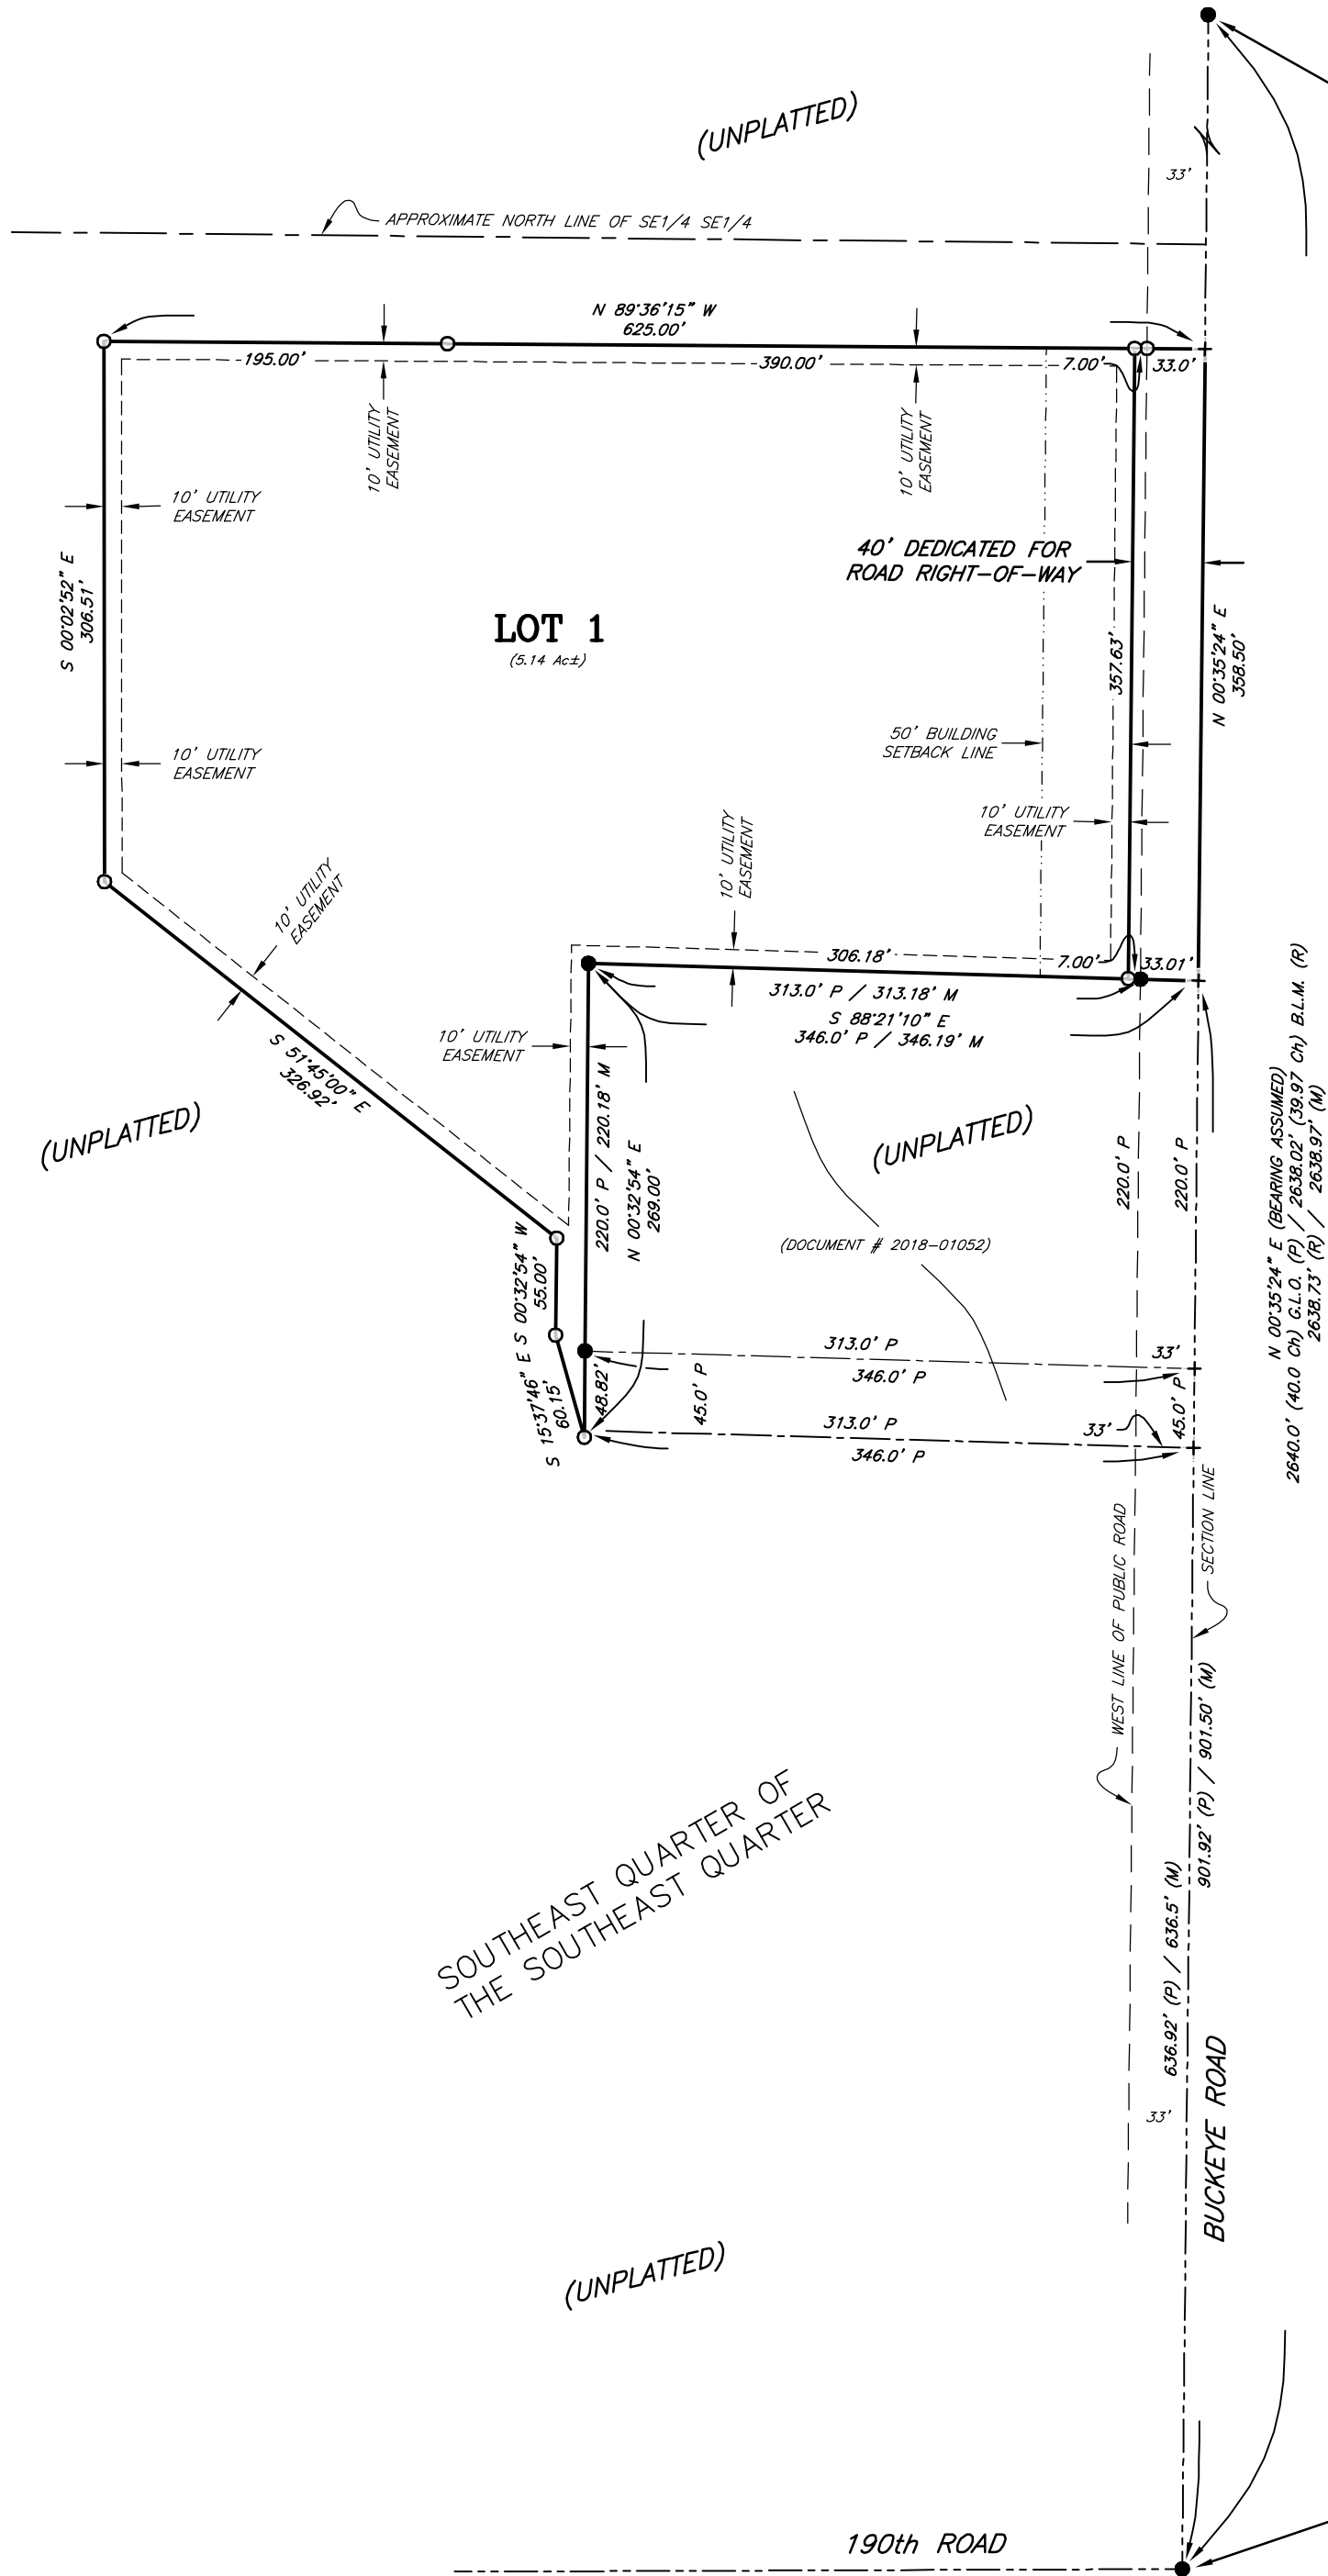 (UNPLATTED)
33'
APPROXIMATE NORTH LINE OF SE1/4 SE1/4
N 89°36'15" W
625.00'
195.00'
390.00'
7.00'
33.0'
10' UTILITY
EASEMENT
10' UTILITY
EASEMENT
10' UTILITY
EASEMENT
40' DEDICATED FOR
ROAD RIGHT-OF-WAY
S 00°02'52" E
306.51'
LOT 1
(5.14 Ac±)
357.63'
N 00°35'24" E
358.50'
50' BUILDING
SETBACK LINE
10' UTILITY
EASEMENT
10' UTILITY
EASEMENT
10' UTILITY
EASEMENT
10' UTILITY
EASEMENT
306.18'
7.00'
33.01'
313.0' P / 313.18' M
S 88°21'10" E
346.0' P / 346.19' M
10' UTILITY
EASEMENT
S 51°45'00" E
326.92'
(UNPLATTED)
(UNPLATTED)
220.0' P / 220.18' M
N 00°32'54" E
269.00'
220.0' P
220.0' P
N 00°35'24" E (BEARING ASSUMED)
2640.0' (40.0 Ch) G.L.O. (P) / 2638.02' (39.97 Ch) B.L.M. (R)
2638.73' (R) / 2638.97' (M)
(DOCUMENT # 2018-01052)
S 00°32'54" W
55.00'
S 15°37'46" E
60.15'
48.82'
45.0' P
313.0' P
33'
346.0' P
45.0' P
313.0' P
33'
346.0' P
WEST LINE OF PUBLIC ROAD
SECTION LINE
901.92' (P) / 901.50' (M)
636.92' (P) / 636.5' (M)
SOUTHEAST QUARTER OF
THE SOUTHEAST QUARTER
33'
BUCKEYE ROAD
(UNPLATTED)
190th ROAD